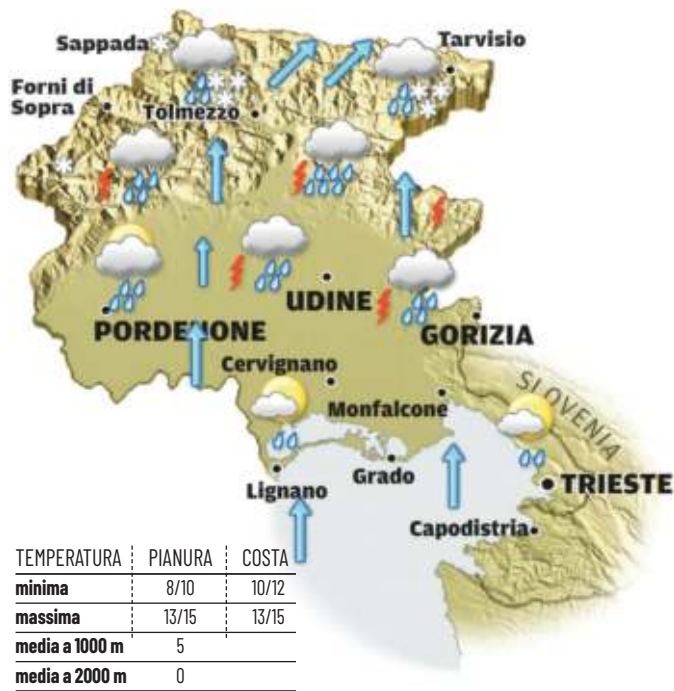 Sappada
Tarvisio
Forni di
Sopra
Tolmezzo
UDINE
PORDENONE
GORIZIA
Cervignano
SLOVENIA
Monfalcone
Grado
Lignano
TRIESTE
Capodistria
TEMPERATURA PIANURA COSTA
minima 8/10 10/12
massima 13/15 13/15
media a 1000 m 5
media a 2000 m 0